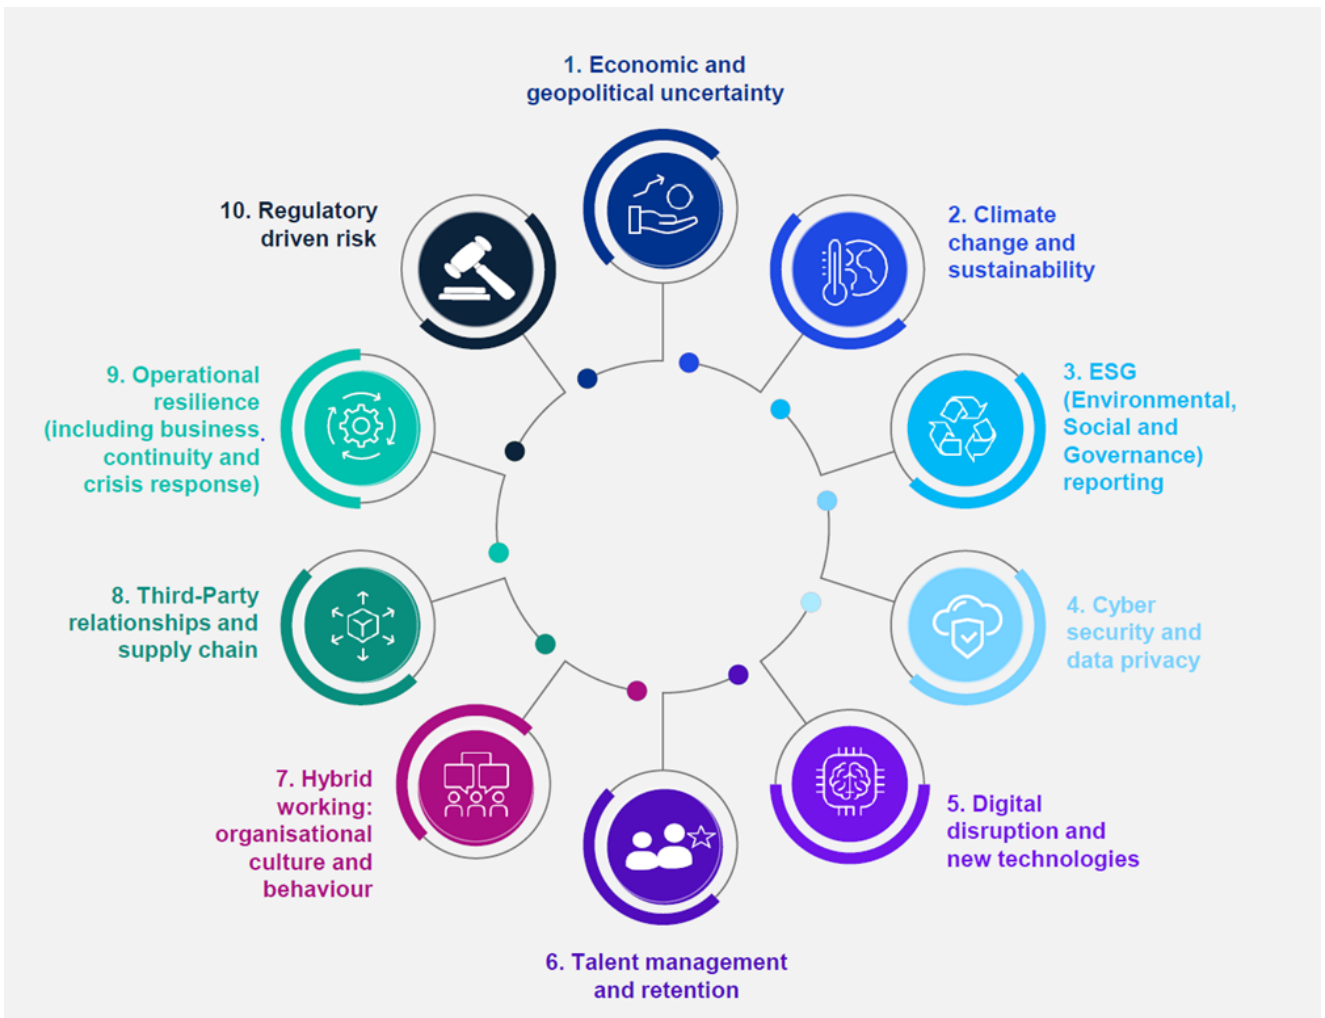 1. Economic and
geopolitical uncertainty
2. Climate
change and
sustainability
3. ESG
(Environmental,
Social and
Governance)
reporting
4. Cyber
security and
data privacy
5. Digital
disruption and
new technologies
6. Talent management
and retention
7. Hybrid
working:
organisational
culture and
behaviour
8. Third-Party
relationships and
supply chain
9. Operational
resilience
(including business.
continuity and
crisis response)
10. Regulatory
driven risk